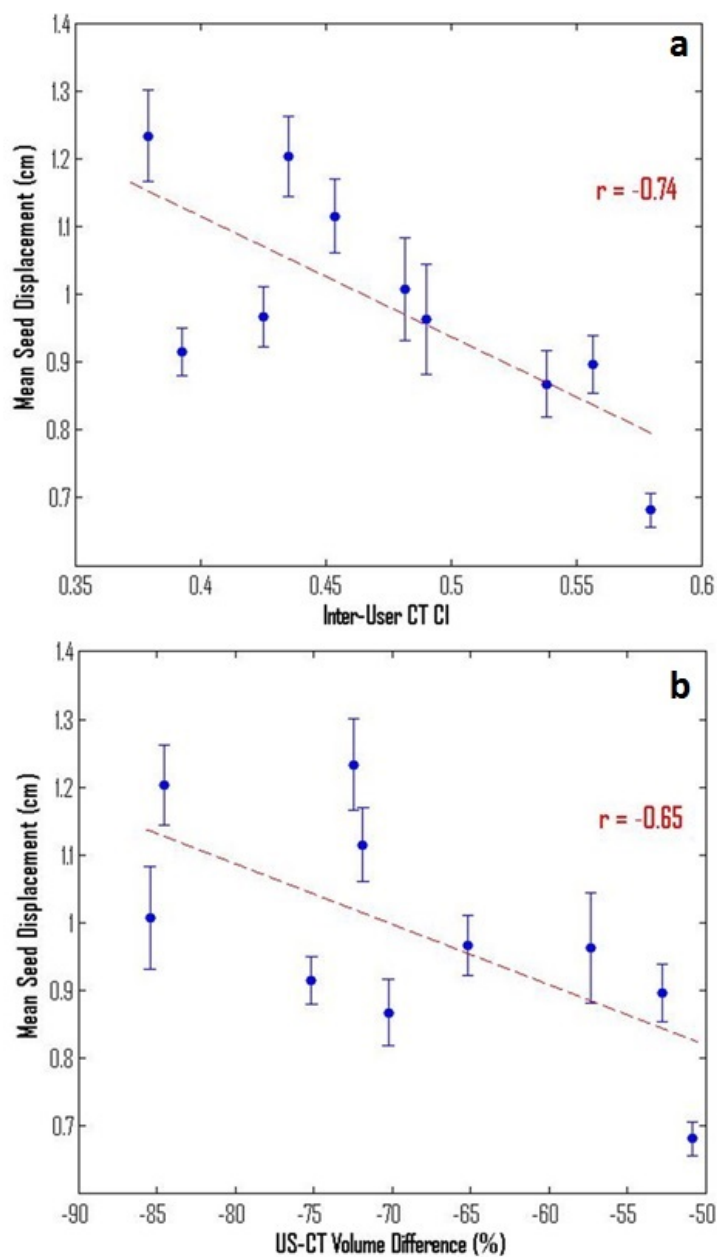 a
1.4
1.3
1.2
1.1
1
0.9
0.8
0.7
Mean Seed Displacement (cm)
r = -0.74
0.35 0.4 0.45 0.5 0.55 0.6
Inter-User CT CI
b
1.4
1.3
1.2
1.1
1
0.9
0.8
0.7
Mean Seed Displacement (cm)
r = -0.65
-90 -85 -80 -75 -70 -65 -60 -55 -50
US-CT Volume Difference (%)